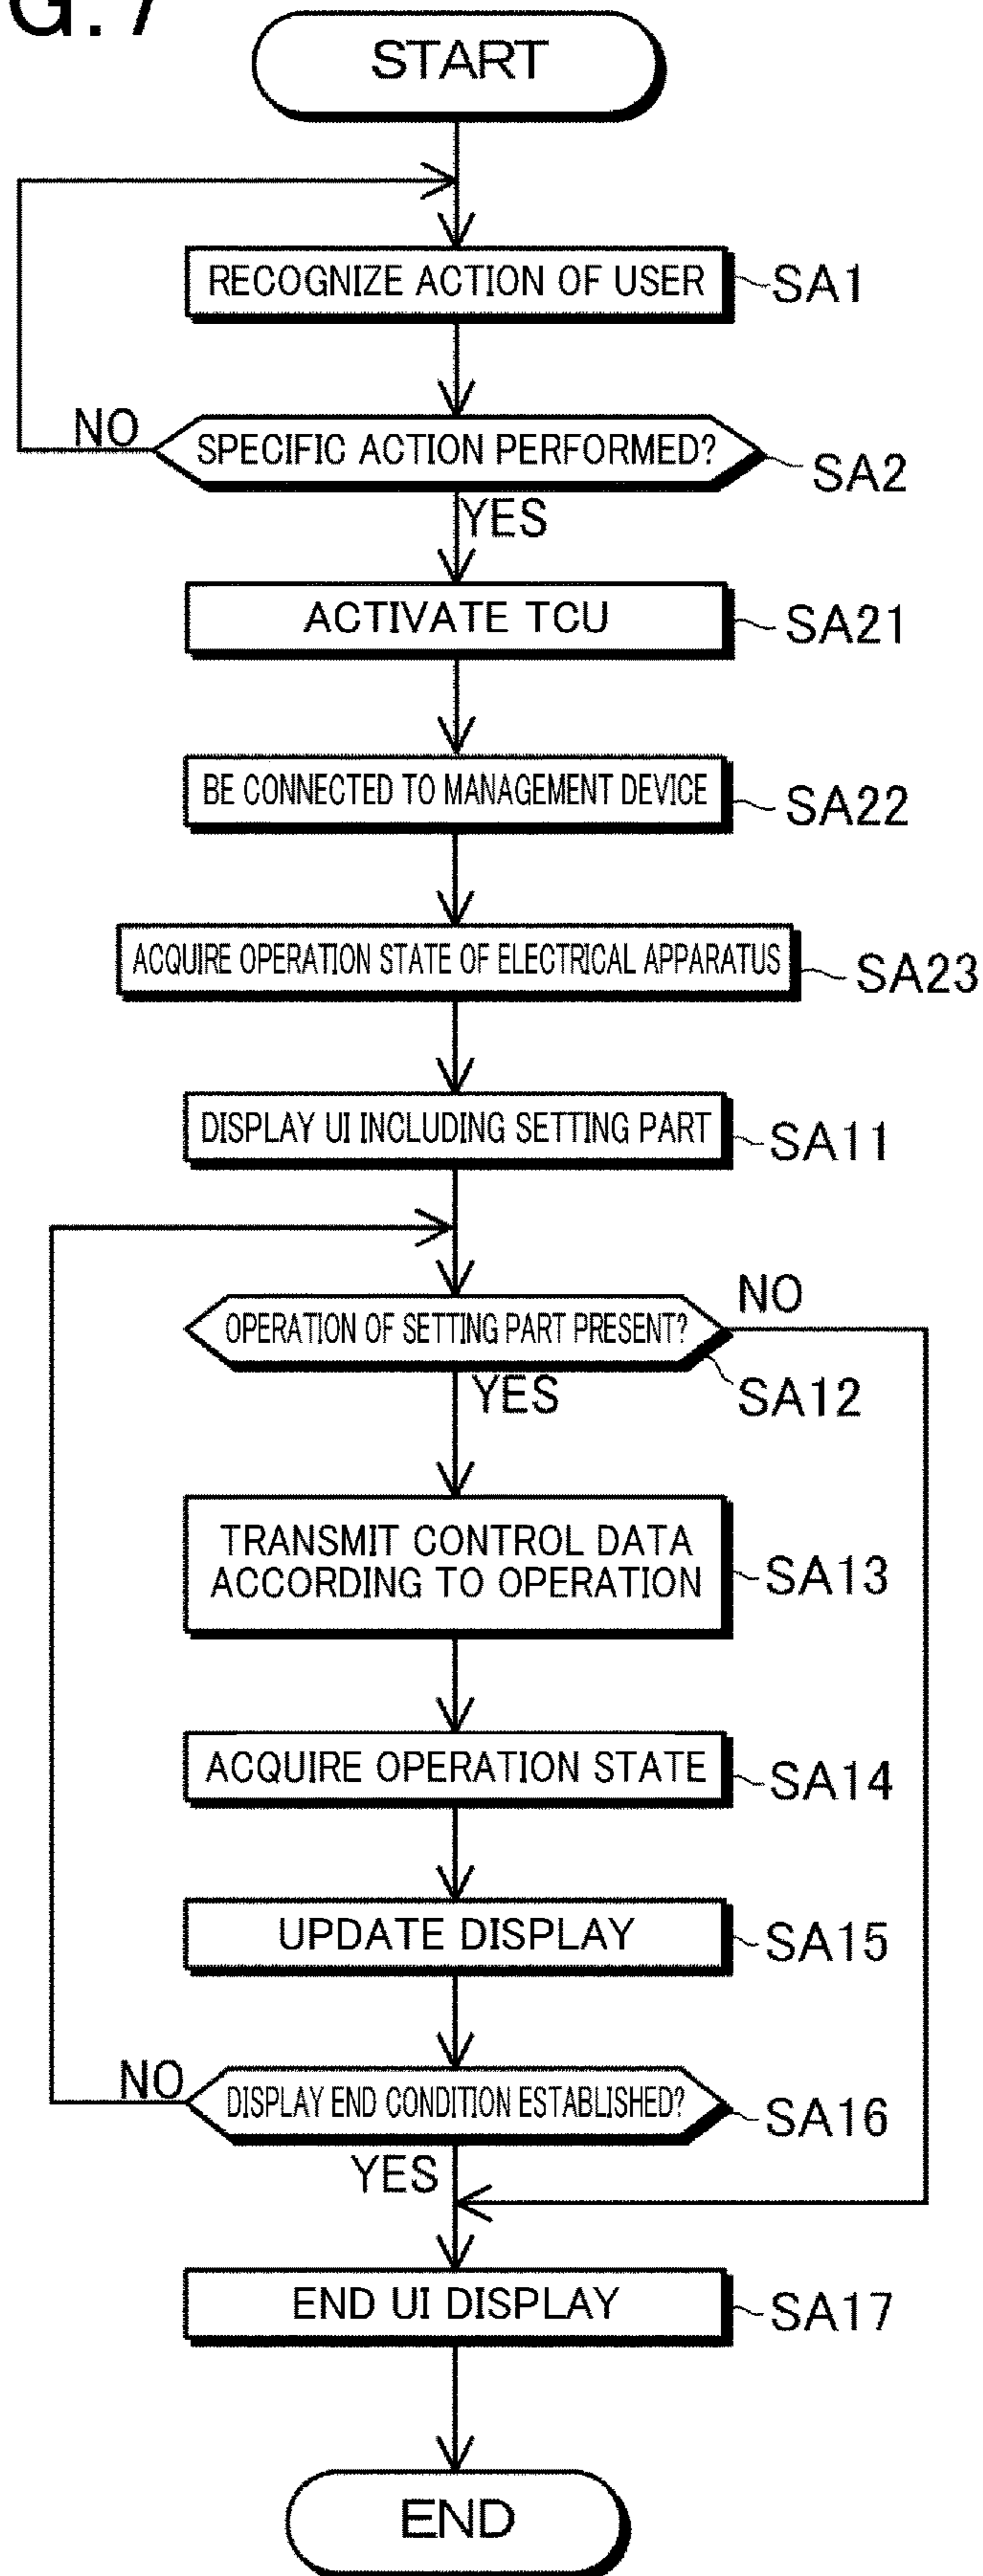 G. 7
START
RECOGNIZE ACTION OF USER
SA1
NO
SPECIFIC ACTION PERFORMED?
SA2
YES
ACTIVATE TCU
SA21
BE CONNECTED TO MANAGEMENT DEVICE
SA22
ACQUIRE OPERATION STATE OF ELECTRICAL APPARATUS
SA23
DISPLAY UI INCLUDING SETTING PART
SA11
NO
OPERATION OF SETTING PART PRESENT?
SA12
YES
TRANSMIT CONTROL DATA
ACCORDING TO OPERATION
SA13
ACQUIRE OPERATION STATE
SA14
UPDATE DISPLAY
SA15
NO
DISPLAY END CONDITION ESTABLISHED?
SA16
YES
END UI DISPLAY
SA17
END